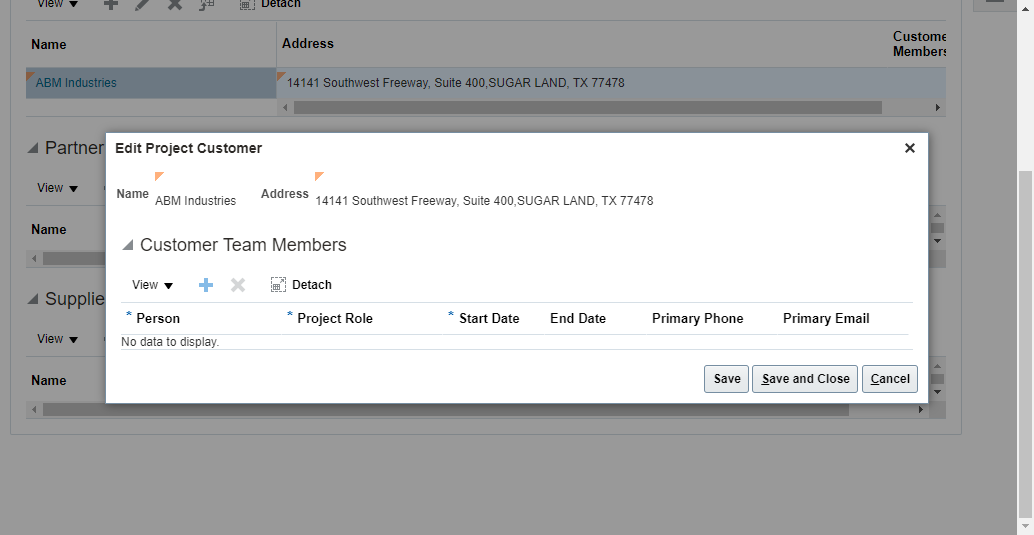 View
Detach
Name Address Custome
Members
ABM Industries 14141 Southwest Freeway, Suite 400,SUGAR LAND, TX 77478
Partner
View
Name
Supplie
View
Name
Edit Project Customer
Name ABM Industries Address 14141 Southwest Freeway, Suite 400,SUGAR LAND, TX 77478
Customer Team Members
View Detach
* Person * Project Role * Start Date End Date Primary Phone Primary Email
No data to display.
Save Save and Close Cancel